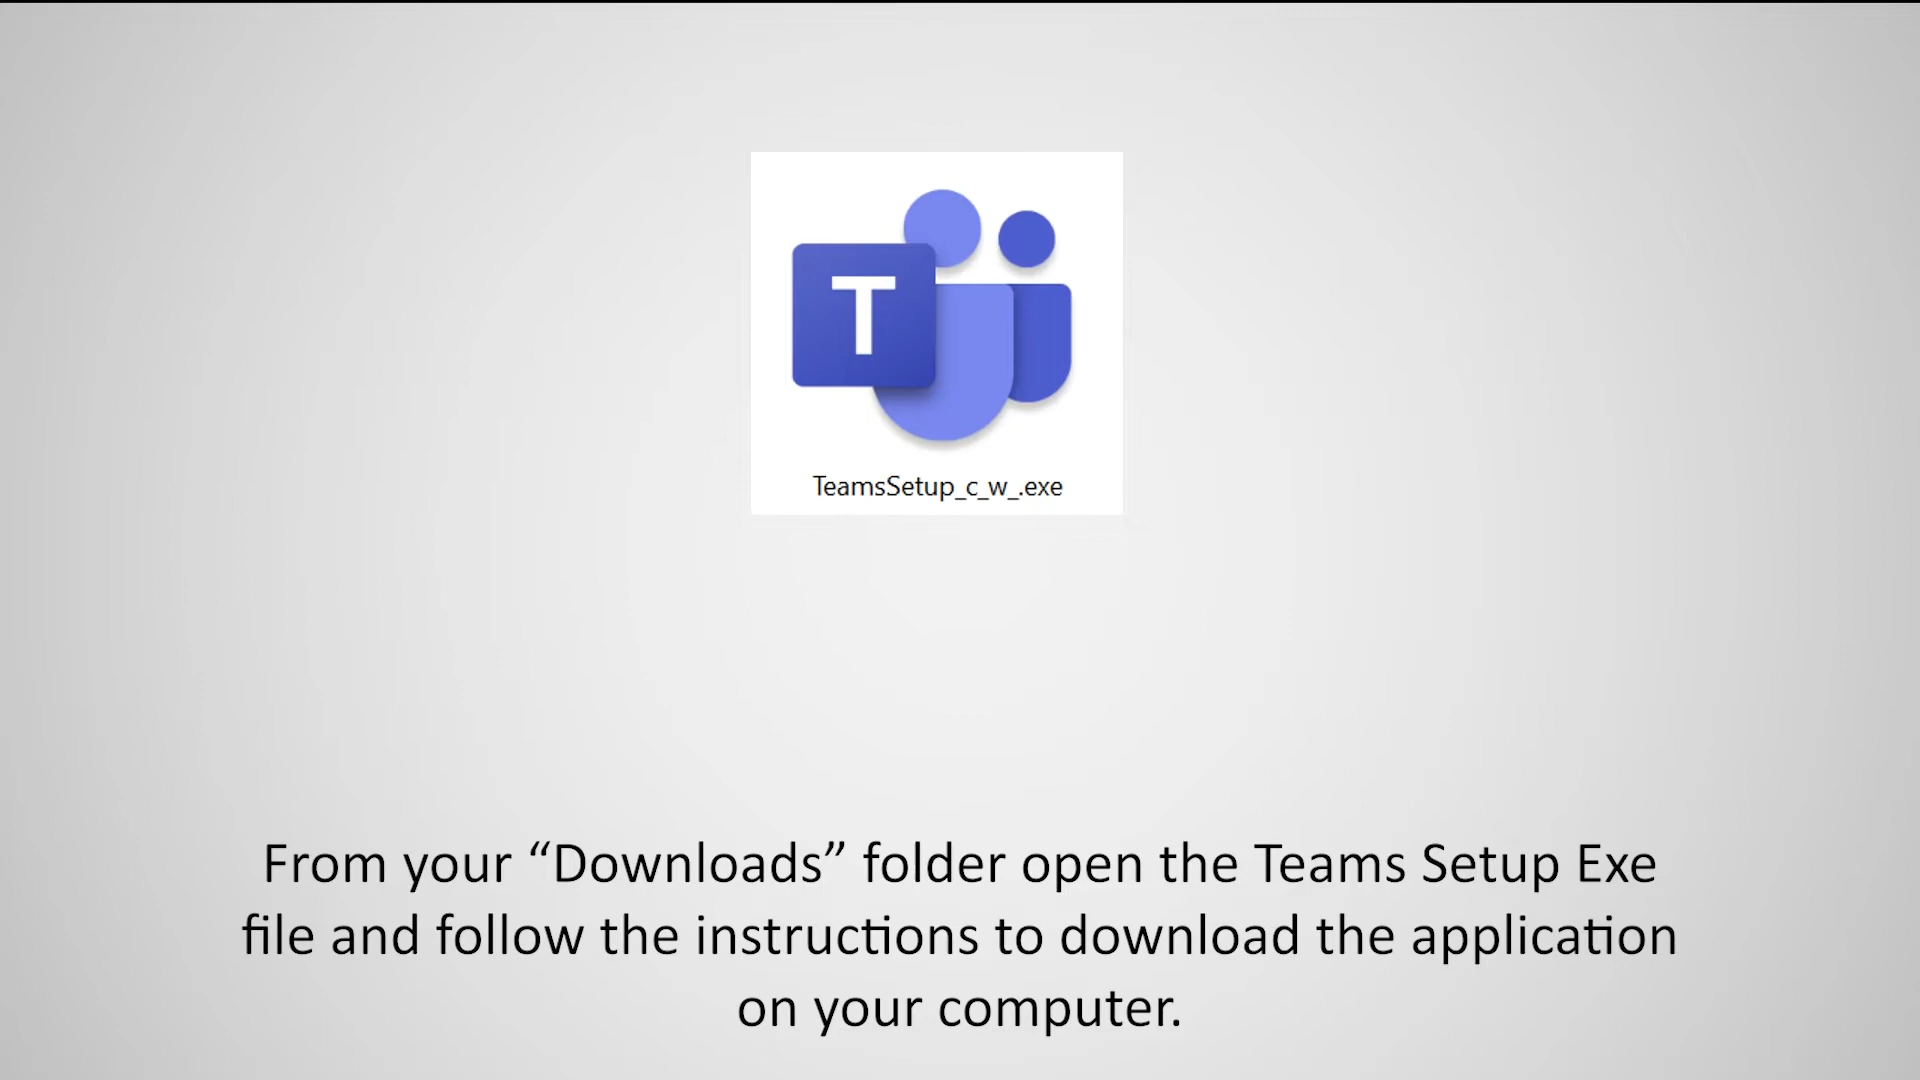 T
TeamsSetup_c_w_.exe
From your “Downloads” folder open the Teams Setup Exe
file and follow the instructions to download the application
on your computer.